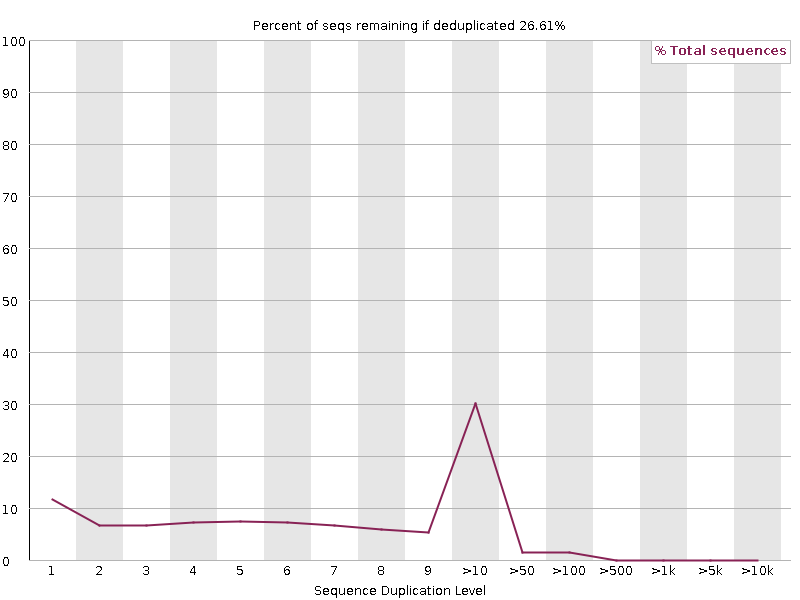 Percent of seqs remaining if deduplicated 26.61%
% Total sequences
100
90
80
70
60
50
40
30
20
10
0
1 2 3 4 5 6 7 8 9 >10 >50 >100 >500 >1k >5k >10k
Sequence Duplication Level